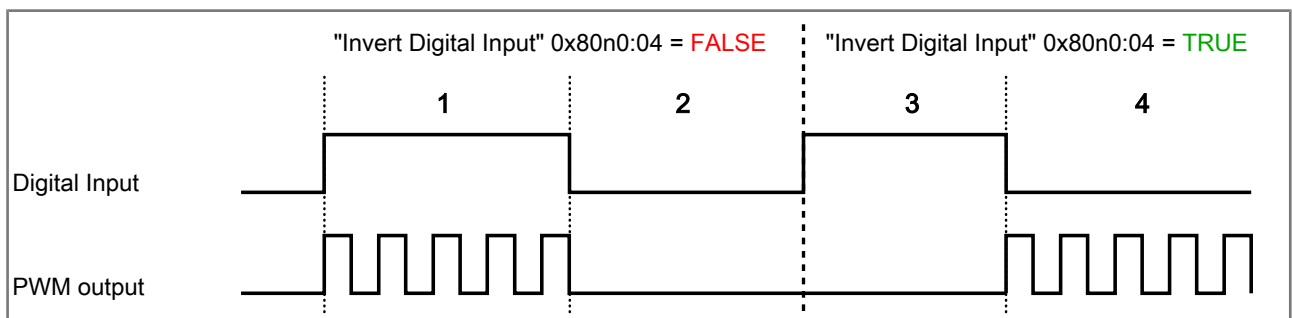 "Invert Digital Input" 0x80n0:04 = FALSE
"Invert Digital Input" 0x80n0:04 = TRUE
1 2 3 4
Digital Input
PWM output